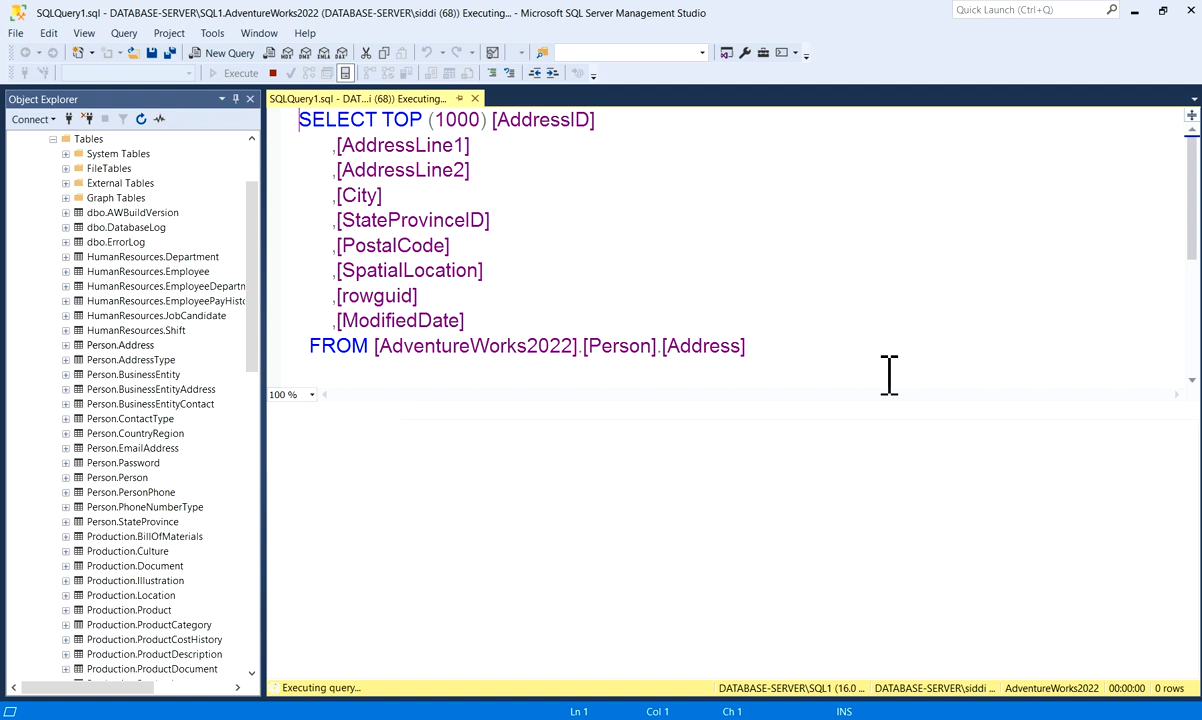 SQLQuery1.sql - DATABASE-SERVER\SQL1.AdventureWorks2022 (DATABASE-SERVER\siddi (68)) Executing... - Microsoft SQL Server Management Studio
Quick Launch (Ctrl+Q)
File Edit View Query Project Tools Window Help
New Query
Execute
Object Explorer
SQLQuery1.sql - DAT...i (68)) Executing...
Connect
Tables
System Tables
FileTables
External Tables
Graph Tables
dbo.AWBuildVersion
dbo.DatabaseLog
dbo.ErrorLog
HumanResources.Department
HumanResources.Employee
HumanResources.EmployeeDepartn
HumanResources.EmployeePayHisto
HumanResources.JobCandidate
HumanResources.Shift
Person.Address
Person.AddressType
Person.BusinessEntity
Person.BusinessEntityAddress
Person.BusinessEntityContact
Person.ContactType
Person.CountryRegion
Person.EmailAddress
Person.Password
Person.Person
Person.PersonPhone
Person.PhoneNumberType
Person.StateProvince
Production.BillOfMaterials
Production.Culture
Production.Document
Production.Illustration
Production.Location
Production.Product
Production.ProductCategory
Production.ProductCostHistory
Production.ProductDescription
Production.ProductDocument
SELECT TOP (1000) [AddressID]
,[AddressLine1]
,[AddressLine2]
,[City]
,[StateProvinceID]
,[PostalCode]
,[SpatialLocation]
,[rowguid]
,[ModifiedDate]
FROM [AdventureWorks2022].[Person].[Address]
100 %
Executing query... DATABASE-SERVER\SQL1 (16.0 ... DATABASE-SERVER\siddi ... AdventureWorks2022 00:00:00 0 rows
Ln 1 Col 1 Ch 1 INS